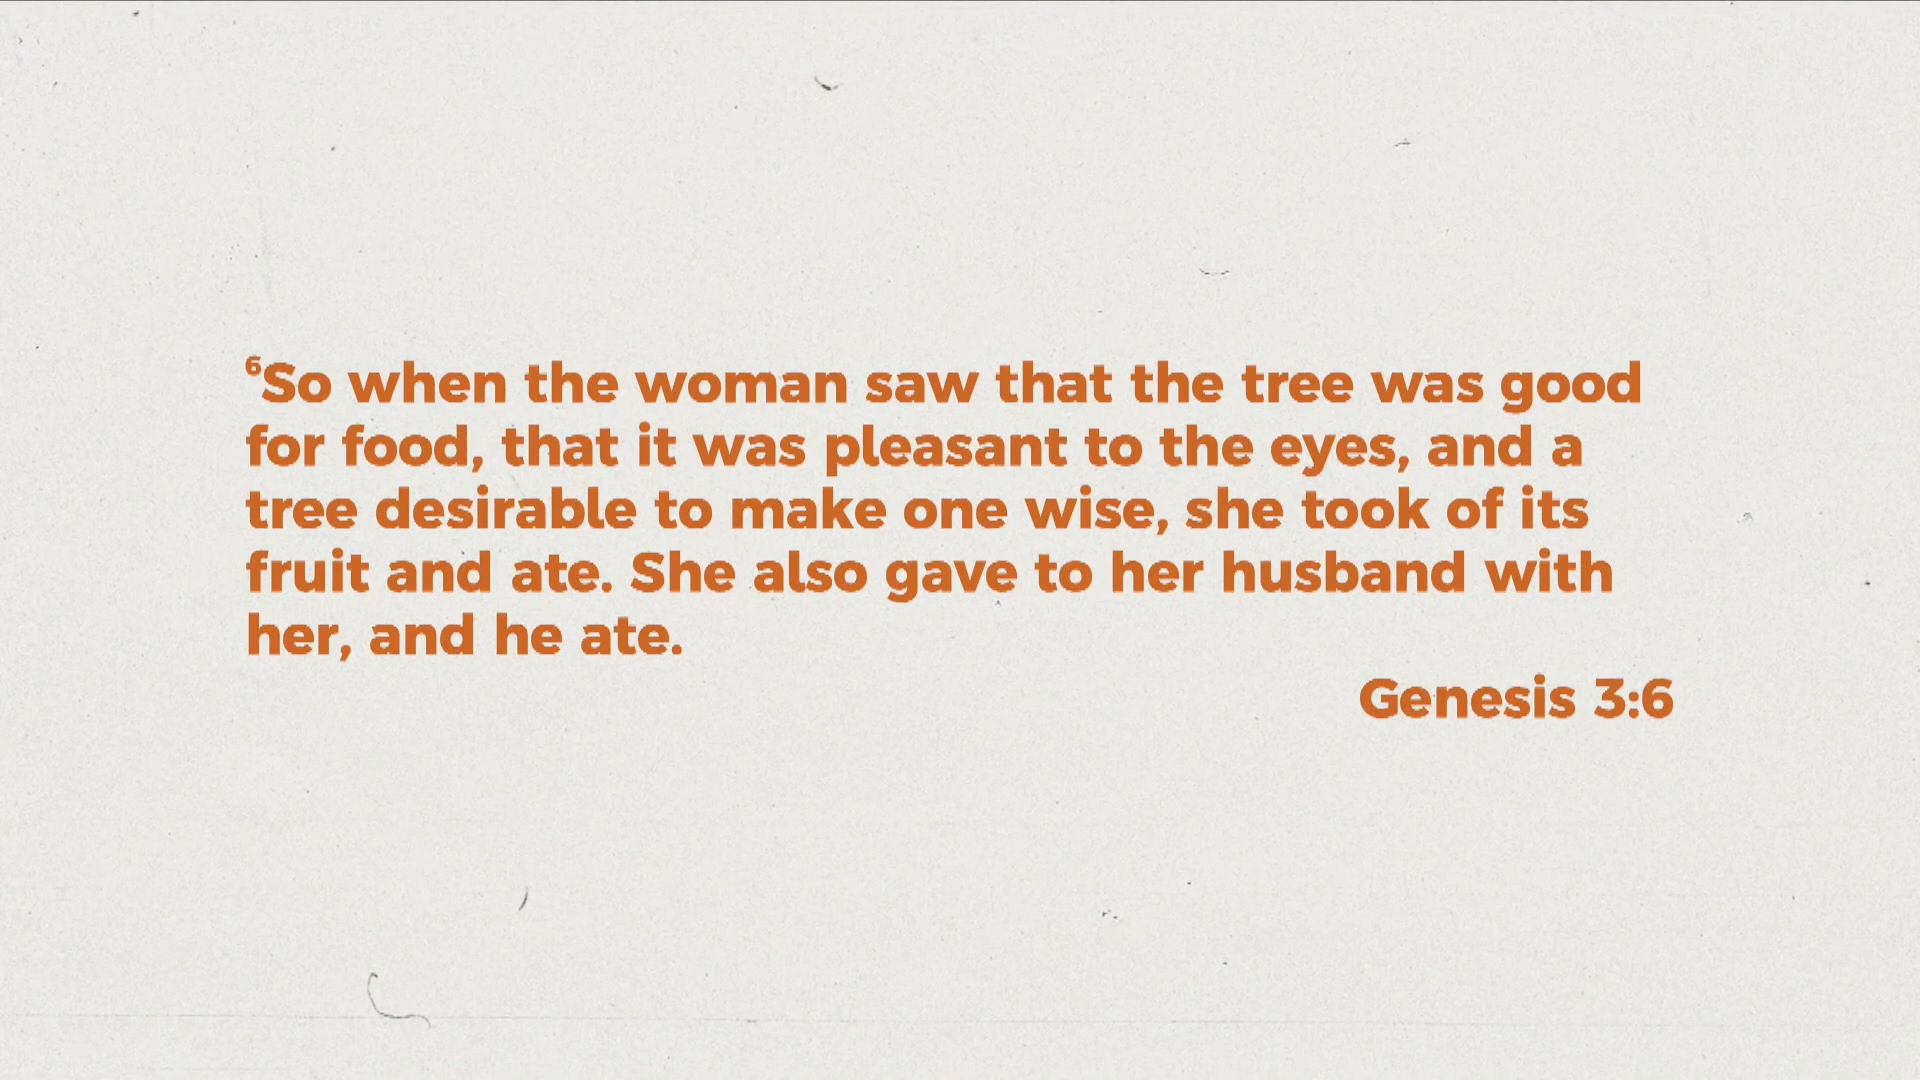 ⁶So when the woman saw that the tree was good
for food, that it was pleasant to the eyes, and a
tree desirable to make one wise, she took of its
fruit and ate. She also gave to her husband with
her, and he ate.
Genesis 3:6